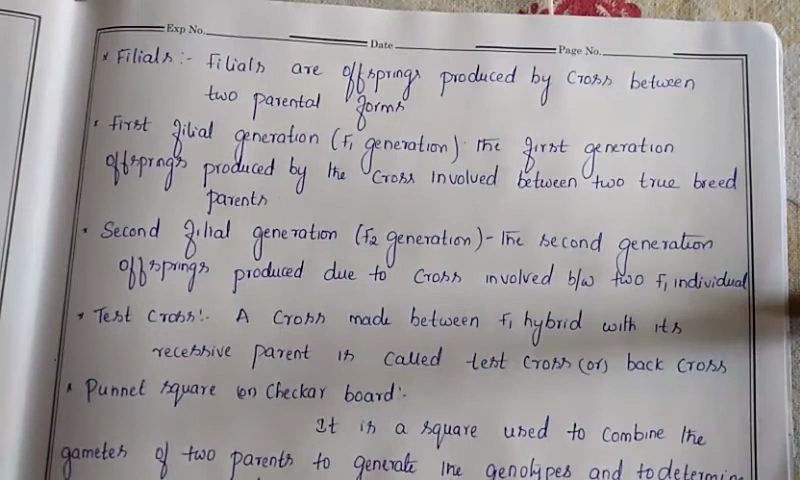 Exp No.
Date
Page No.
* Filials :- Filials are offsprings produced by Cross between
two parental forms
• First filial generation (F1 generation) The first generation
offsprings produced by the Cross involved between two true breed
parents
• Second filial generation (F2 generation) - The second generation
offsprings produced due to Cross involved b/w two F1 individual
* Test Cross:- A Cross made between F1 hybrid with its
recessive parent is called test Cross (or) back Cross
* Punnet square (or) Checkar board :-
It is a square used to Combine the
gametes of two parents to generate the genotypes and to determine